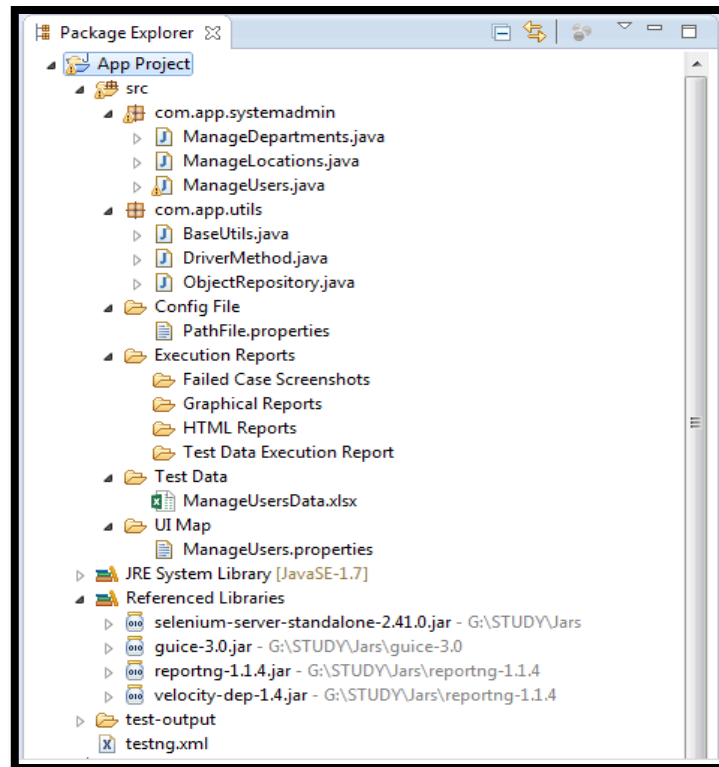 Package Explorer
App Project
src
com.app.systemadmin
ManageDepartments.java
ManageLocations.java
ManageUsers.java
com.app.utils
BaseUtils.java
DriverMethod.java
ObjectRepository.java
Config File
PathFile.properties
Execution Reports
Failed Case Screenshots
Graphical Reports
HTML Reports
Test Data Execution Report
Test Data
ManageUsersData.xlsx
UI Map
ManageUsers.properties
JRE System Library [JavaSE-1.7]
Referenced Libraries
selenium-server-standalone-2.41.0.jar - G:\STUDY\Jars
guice-3.0.jar - G:\STUDY\Jars\guice-3.0
reportng-1.1.4.jar - G:\STUDY\Jars\reportng-1.1.4
velocity-dep-1.4.jar - G:\STUDY\Jars\reportng-1.1.4
test-output
testng.xml